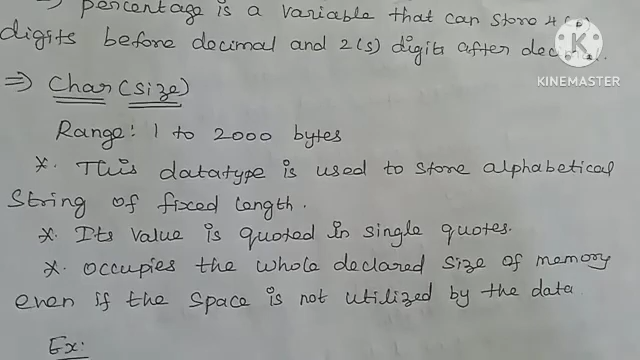 percentage is a variable that can store 4(p)
digits before decimal and 2(s) digits after
KINEMASTER
⇒ Char (Size)
Range: 1 to 2000 bytes
*. This datatype is used to store alphabetical
String of fixed length.
*. Its value is quoted in single quotes.
*. occupies the whole declared size of memory
even if the space is not utilized by the data
Ex: